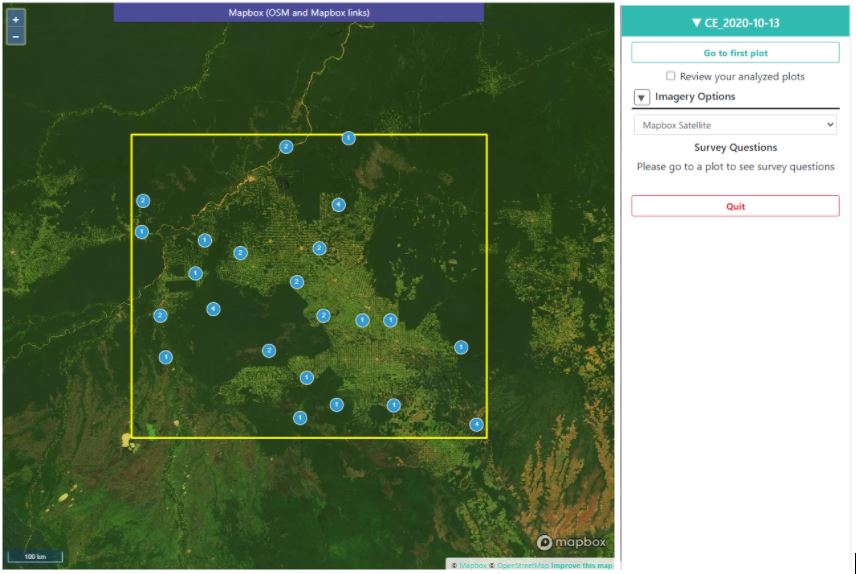 +
−
Mapbox (OSM and Mapbox links)
1
2
2
4
1
1
2
2
1
2
4
2
2
1
1
2
1
1
1
1
1
1
4
100 km
mapbox
© Mapbox © OpenStreetMap Improve this map
▼ CE_2020-10-13
Go to first plot
Review your analyzed plots
▼ Imagery Options
Mapbox Satellite
Survey Questions
Please go to a plot to see survey questions
Quit